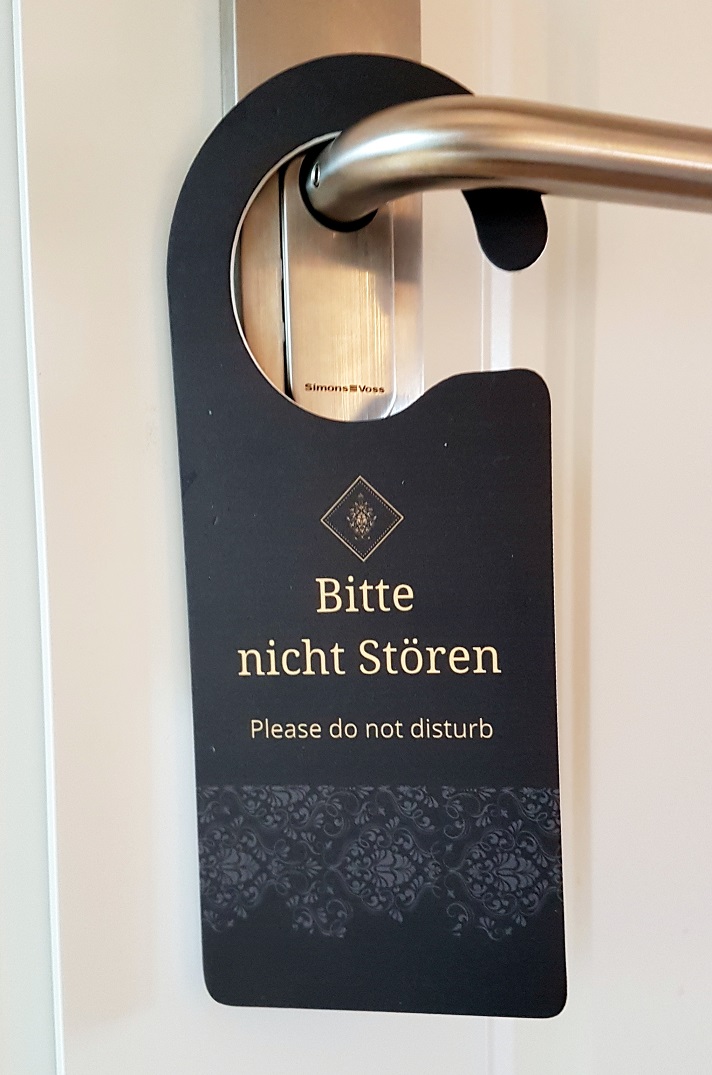 SimonsVoss
Bitte
nicht Stören
Please do not disturb